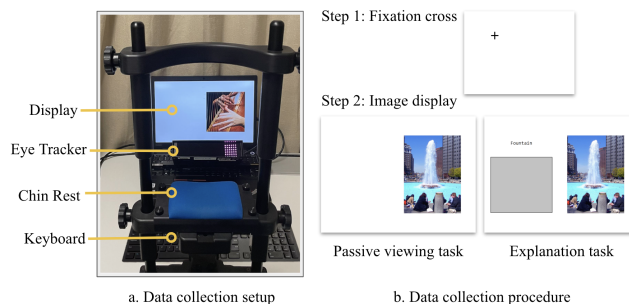 Display
Eye Tracker
Chin Rest
Keyboard
a. Data collection setup
Step 1: Fixation cross
+
Step 2: Image display
Fountain
Passive viewing task
Explanation task
b. Data collection procedure